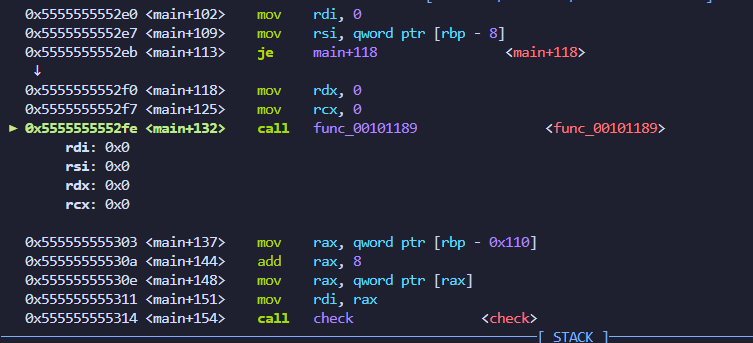 0x5555555552e0 <main+102> mov rdi, 0
0x5555555552e7 <main+109> mov rsi, qword ptr [rbp - 8]
0x5555555552eb <main+113> je main+118 <main+118>
↓
0x5555555552f0 <main+118> mov rdx, 0
0x5555555552f7 <main+125> mov rcx, 0
► 0x5555555552fe <main+132> call func_00101189 <func_00101189>
rdi: 0x0
rsi: 0x0
rdx: 0x0
rcx: 0x0
0x555555555303 <main+137> mov rax, qword ptr [rbp - 0x110]
0x55555555530a <main+144> add rax, 8
0x55555555530e <main+148> mov rax, qword ptr [rax]
0x555555555311 <main+151> mov rdi, rax
0x555555555314 <main+154> call check <check>
[ STACK ]